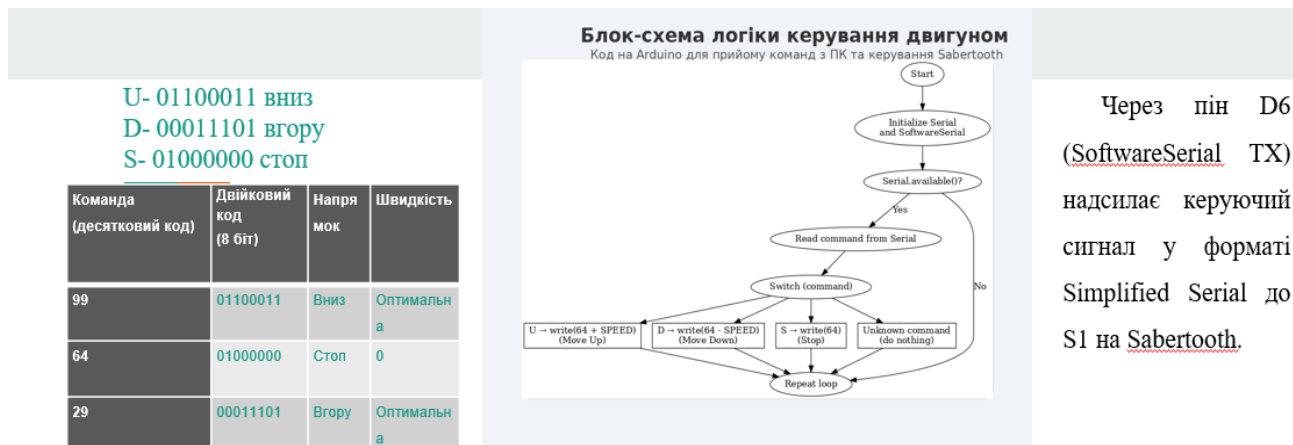 Блок-схема логіки керування двигуном
Код на Arduino для прийому команд з ПК та керування Sabertooth
U- 01100011 вниз
D- 00011101 вгору
S- 01000000 стоп
Команда
(десятковий код)
Двійковий
код
(8 біт)
Напря
мок
Швидкість
99
01100011
Вниз
Оптимальн
а
64
01000000
Стоп
0
29
00011101
Вгору
Оптимальн
а
Start
Initialize Serial
and SoftwareSerial
Serial.available()?
Yes
No
Read command from Serial
Switch (command)
U → write(64 + SPEED)
(Move Up)
D → write(64 - SPEED)
(Move Down)
S → write(64)
(Stop)
Unknown command
(do nothing)
Repeat loop
Через пін D6
(SoftwareSerial TX)
надсилає керуючий
сигнал у форматі
Simplified Serial до
S1 на Sabertooth.